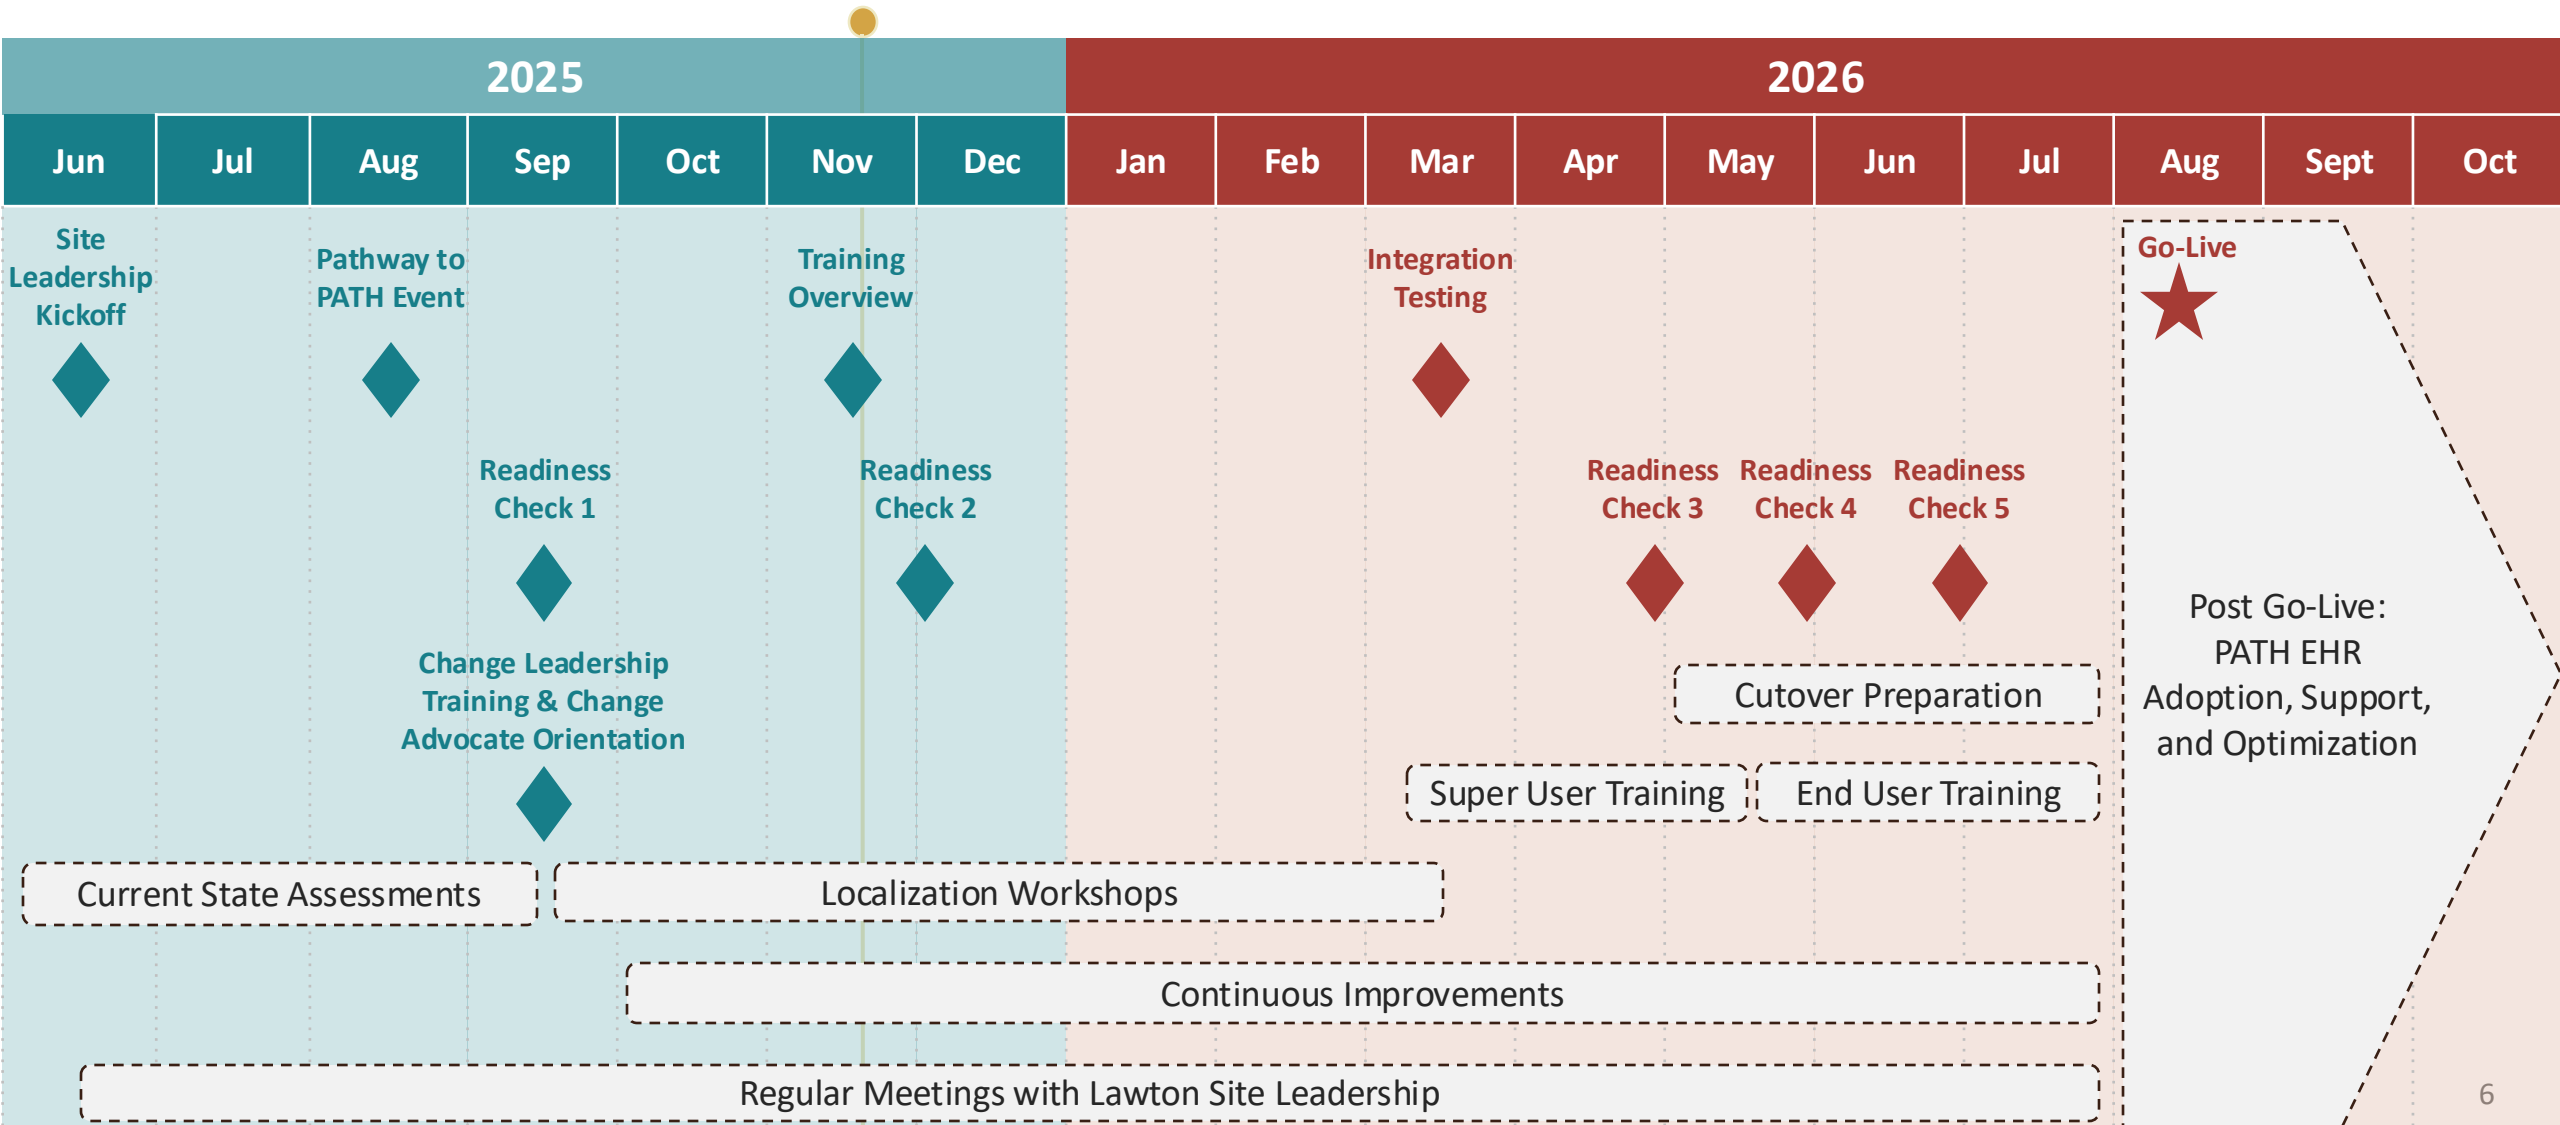 2025
2026
Jun
Jul
Aug
Sep
Oct
Nov
Dec
Jan
Feb
Mar
Apr
May
Jun
Jul
Aug
Sept
Oct
Site
Leadership
Kickoff
Pathway to
PATH Event
Training
Overview
Integration
Testing
Go-Live
Readiness
Check 1
Readiness
Check 2
Readiness
Check 3
Readiness
Check 4
Readiness
Check 5
Change Leadership
Training & Change
Advocate Orientation
Post Go-Live:
PATH EHR
Adoption, Support,
and Optimization
Cutover Preparation
Super User Training
End User Training
Current State Assessments
Localization Workshops
Continuous Improvements
Regular Meetings with Lawton Site Leadership
6